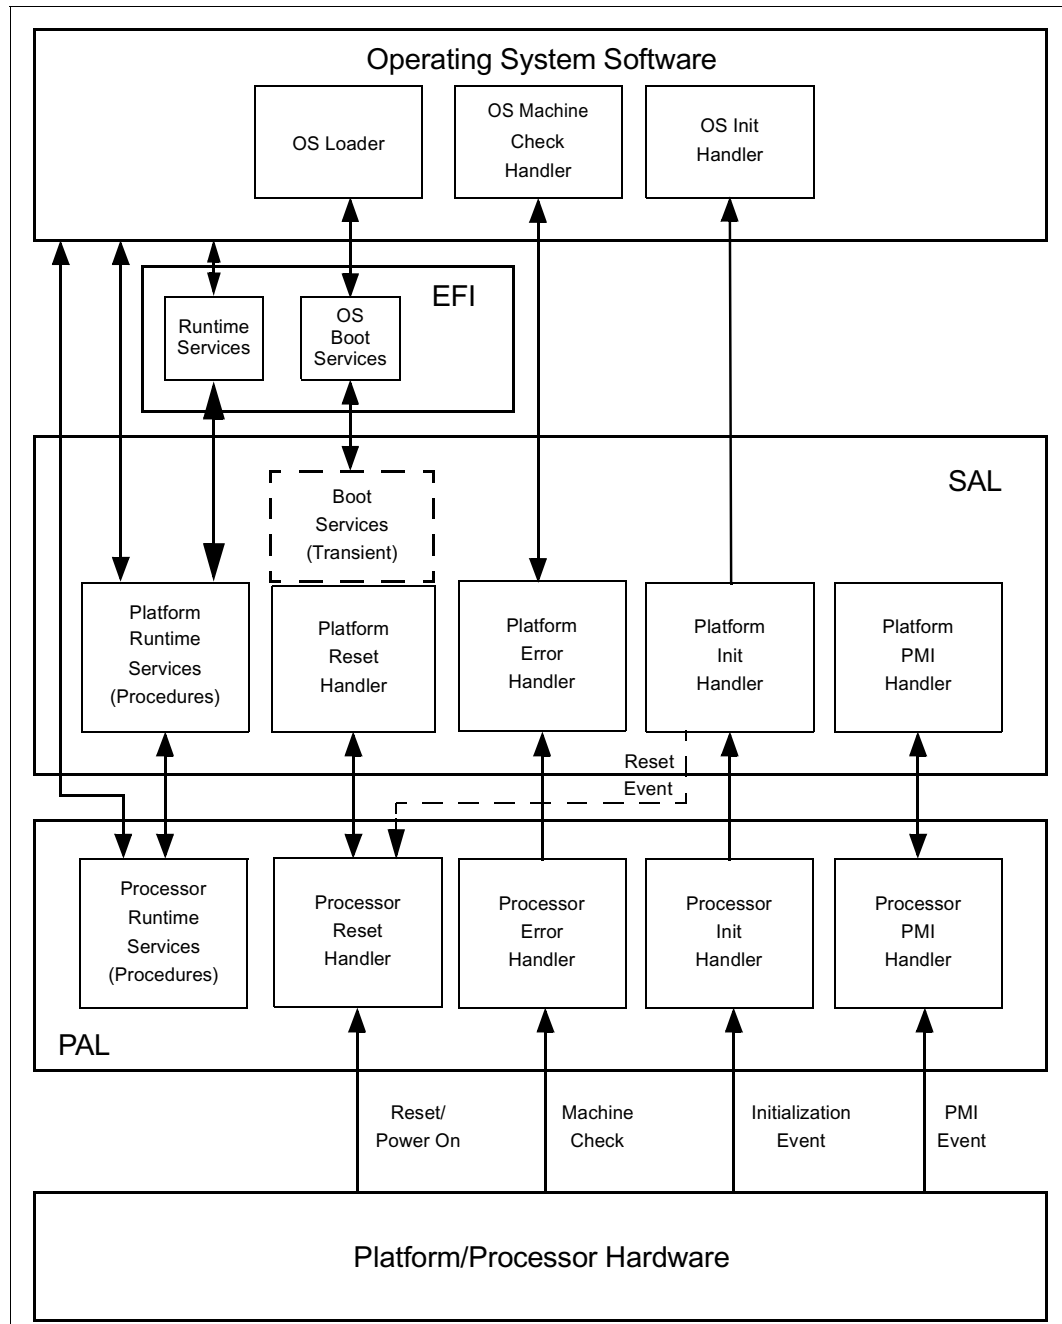 Operating System Software
OS Loader
OS Machine
Check
Handler
OS Init
Handler
EFI
Runtime
Services
OS
Boot
Services
SAL
Boot
Services
(Transient)
Platform
Runtime
Services
(Procedures)
Platform
Reset
Handler
Platform
Error
Handler
Platform
Init
Handler
Platform
PMI
Handler
Reset
Event
Processor
Runtime
Services
(Procedures)
Processor
Reset
Handler
Processor
Error
Handler
Processor
Init
Handler
Processor
PMI
Handler
PAL
Reset/
Power On
Machine
Check
Initialization
Event
PMI
Event
Platform/Processor Hardware